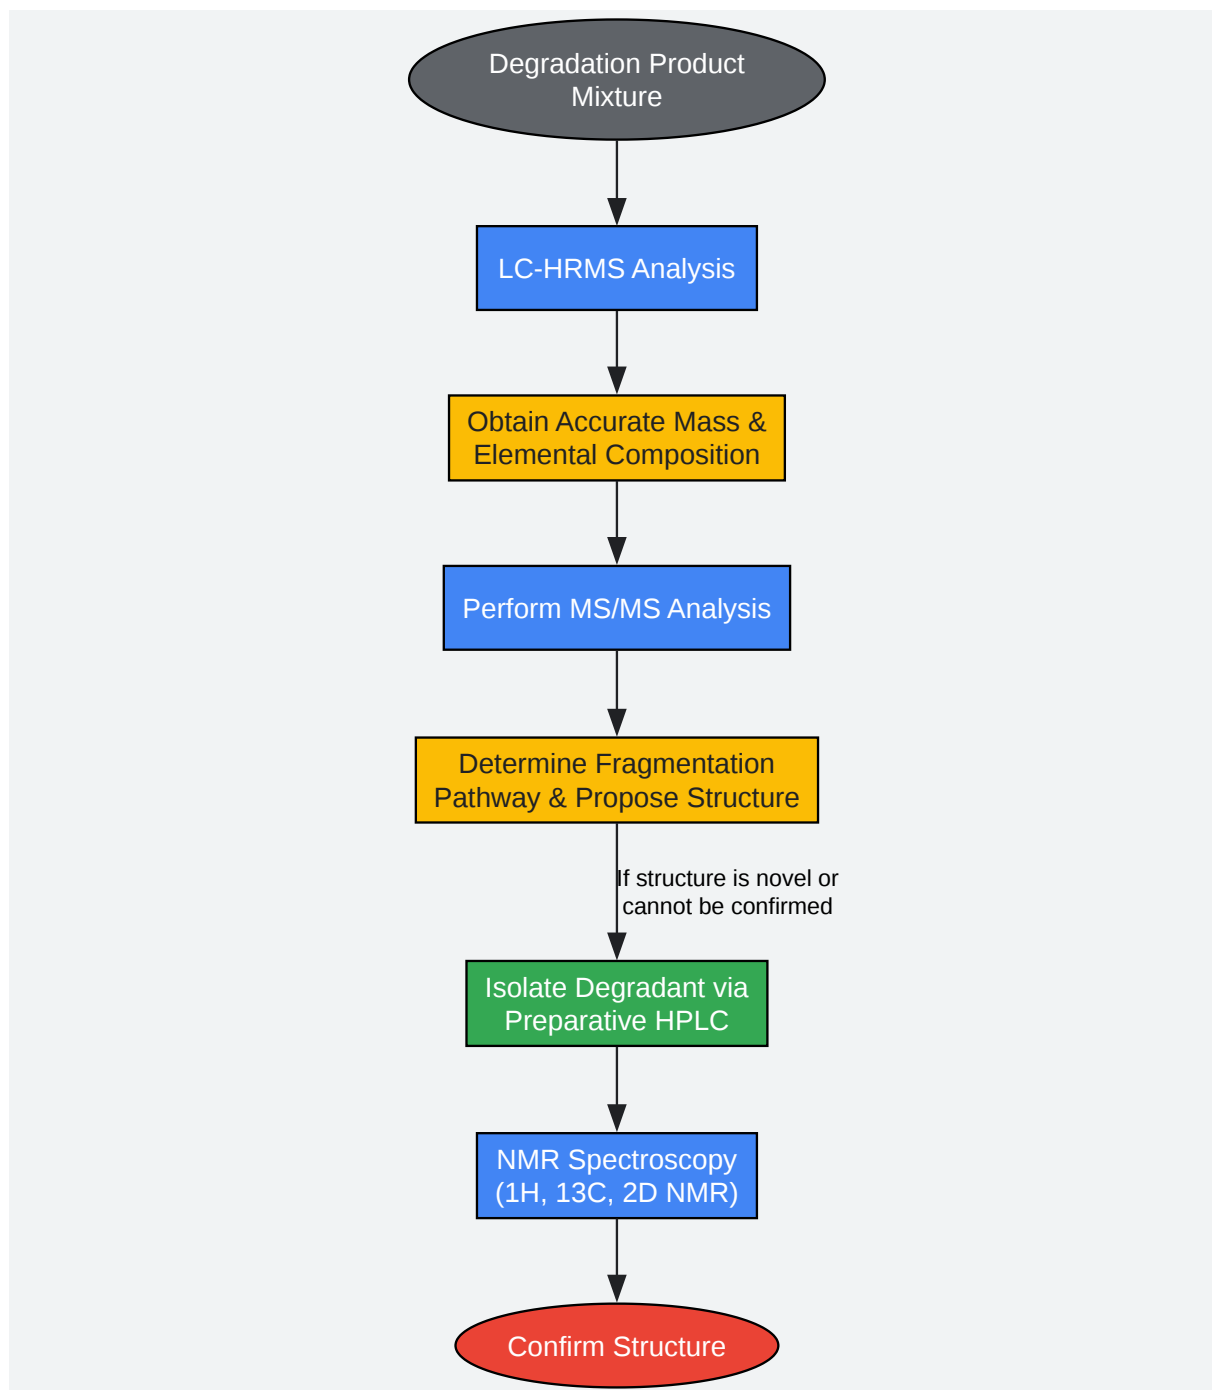 Degradation Product
Mixture
LC-HRMS Analysis
Obtain Accurate Mass &
Elemental Composition
Perform MS/MS Analysis
Determine Fragmentation
Pathway & Propose Structure
If structure is novel or
cannot be confirmed
Isolate Degradant via
Preparative HPLC
NMR Spectroscopy
(1H, 13C, 2D NMR)
Confirm Structure